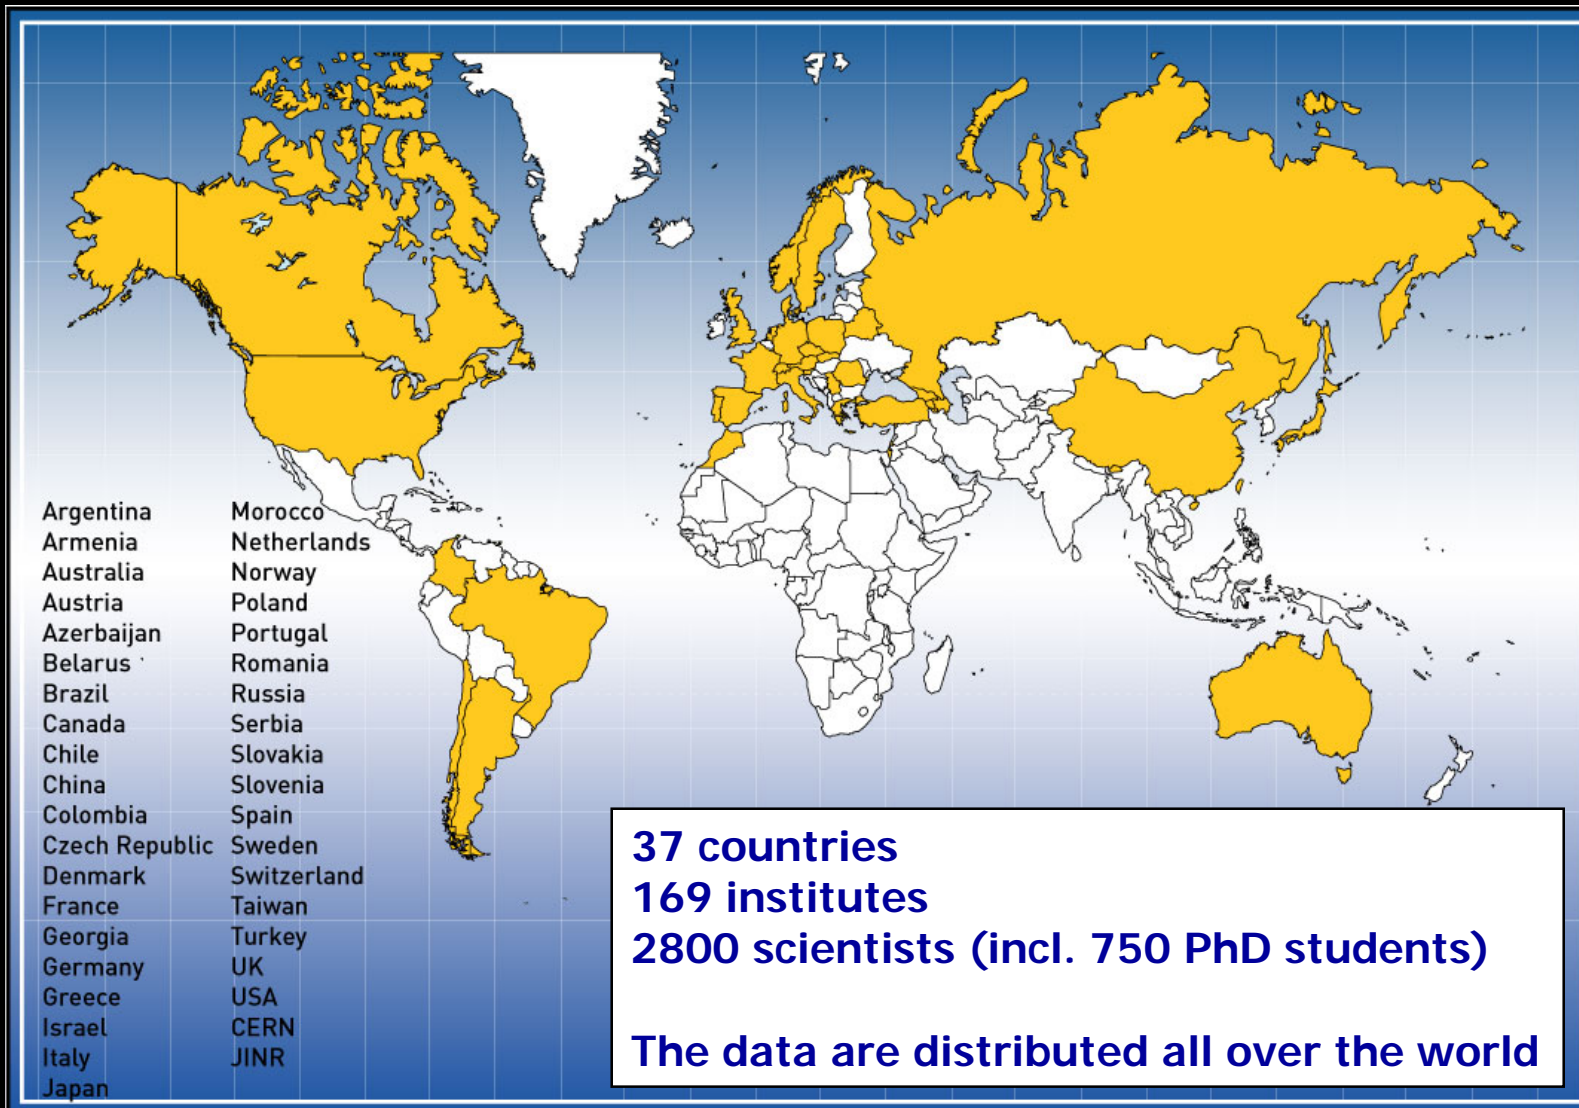 Argentina
Armenia
Australia
Austria
Azerbaijan
Belarus
Brazil
Canada
Chile
China
Colombia
Czech Republic
Denmark
France
Georgia
Germany
Greece
Israel
Italy
Japan
Morocco
Netherlands
Norway
Poland
Portugal
Romania
Russia
Serbia
Slovakia
Slovenia
Spain
Sweden
Switzerland
Taiwan
Turkey
UK
USA
CERN
JINR
37 countries
169 institutes
2800 scientists (incl. 750 PhD students)
The data are distributed all over the world